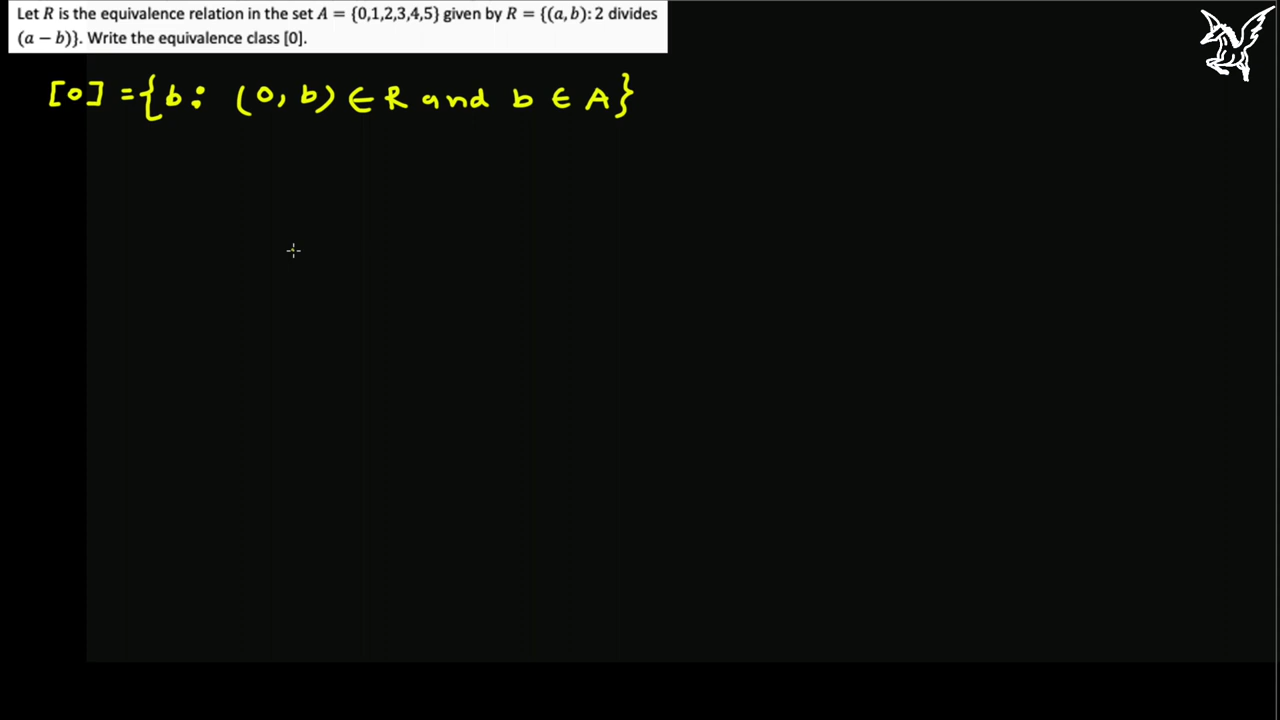 Let R is the equivalence relation in the set A = {0,1,2,3,4,5} given by R = {(a, b): 2 divides
(a − b)}. Write the equivalence class [0].
[0] = {b : (0, b) ∈ R and b ∈ A}